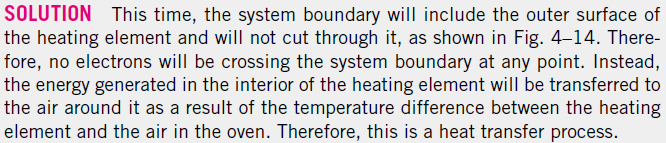 SOLUTION This time, the system boundary will include the outer surface of
the heating element and will not cut through it, as shown in Fig. 4–14. There-
fore, no electrons will be crossing the system boundary at any point. Instead,
the energy generated in the interior of the heating element will be transferred to
the air around it as a result of the temperature difference between the heating
element and the air in the oven. Therefore, this is a heat transfer process.